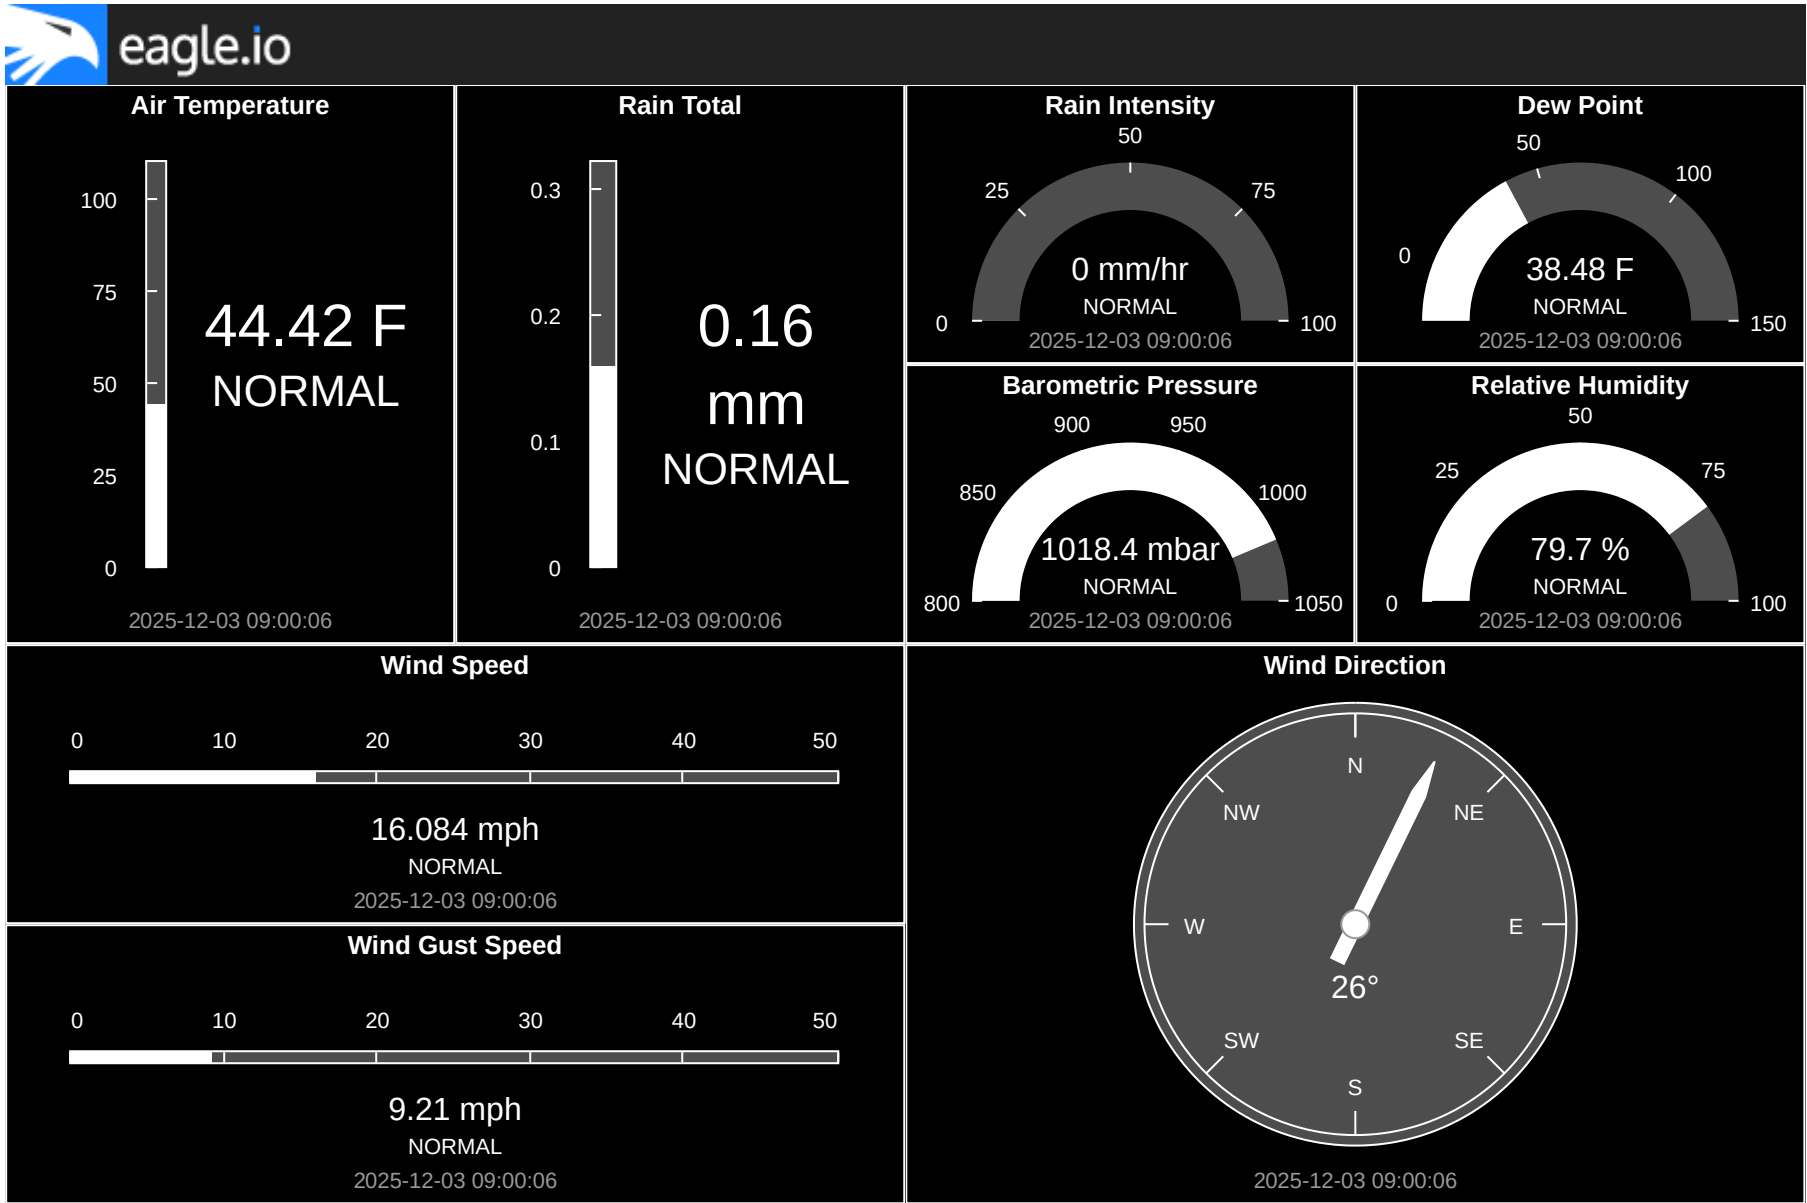 eagle.io
Air Temperature
100
75
50
25
0
44.42 F
NORMAL
2025-12-03 09:00:06
Rain Total
0.3
0.2
0.1
0
0.16
mm
NORMAL
2025-12-03 09:00:06
Rain Intensity
0
25
50
75
100
0 mm/hr
NORMAL
2025-12-03 09:00:06
Dew Point
0
50
100
150
38.48 F
NORMAL
2025-12-03 09:00:06
Barometric Pressure
800
850
900
950
1000
1050
1018.4 mbar
NORMAL
2025-12-03 09:00:06
Relative Humidity
0
25
50
75
100
79.7 %
NORMAL
2025-12-03 09:00:06
Wind Speed
0 10 20 30 40 50
16.084 mph
NORMAL
2025-12-03 09:00:06
Wind Gust Speed
0 10 20 30 40 50
9.21 mph
NORMAL
2025-12-03 09:00:06
Wind Direction
N
NW NE
W E
26°
SW SE
S
2025-12-03 09:00:06